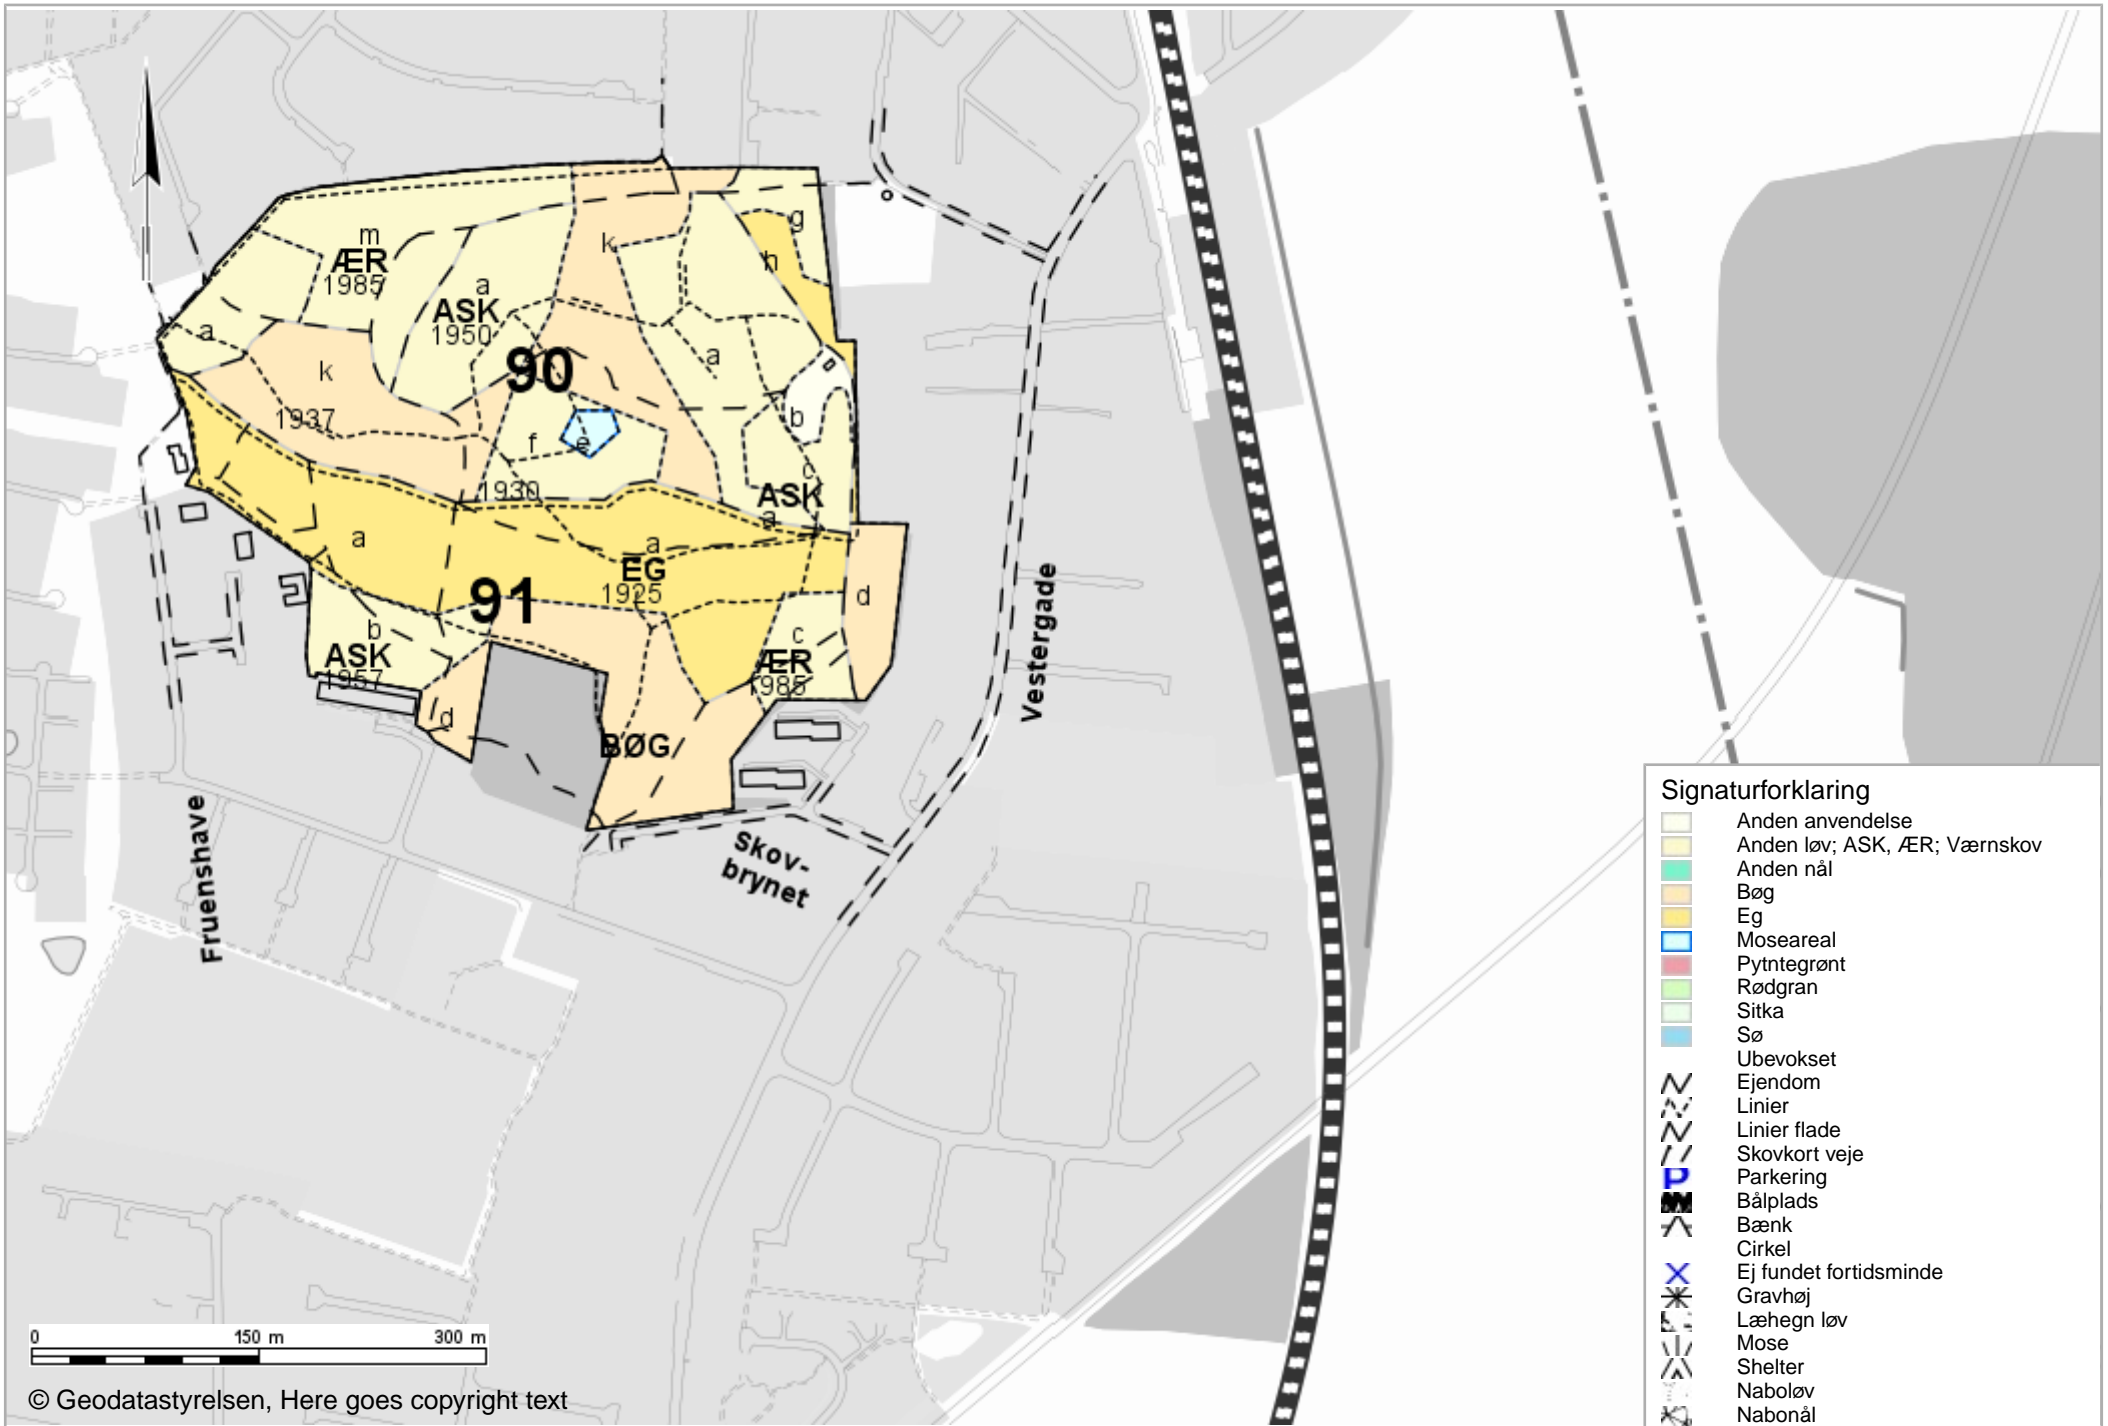 m
ÆR
1985
a
ASK
1950
k
g
h
a
k
90
a
1937
b
f
e
c
1930
ASK
a
a
a
EG
1925
91
d
b
ASK
1957
c
ÆR
1985
d
BØG
Vestergade
Fruenshave
Skov-
brynet
Signaturforklaring
Anden anvendelse
Anden løv; ASK, ÆR; Værnskov
Anden nål
Bøg
Eg
Moseareal
Pytntegrønt
Rødgran
Sitka
Sø
Ubevokset
Ejendom
Linier
Linier flade
Skovkort veje
P Parkering
Bålplads
Bænk
Cirkel
Ej fundet fortidsminde
Gravhøj
Læhegn løv
Mose
Shelter
Naboløv
Nabonål
0 150 m 300 m
© Geodatastyrelsen, Here goes copyright text